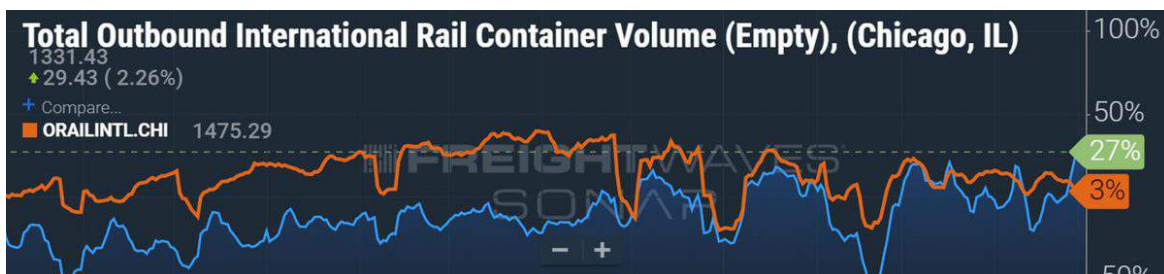 Total Outbound International Rail Container Volume (Empty), (Chicago, IL)
1331.43
29.43 ( 2.26%)
+ Compare...
ORAILINTL.CHI 1475.29
100%
50%
27%
3%
-50%
FREIGHTWAVES
SONAR
− +